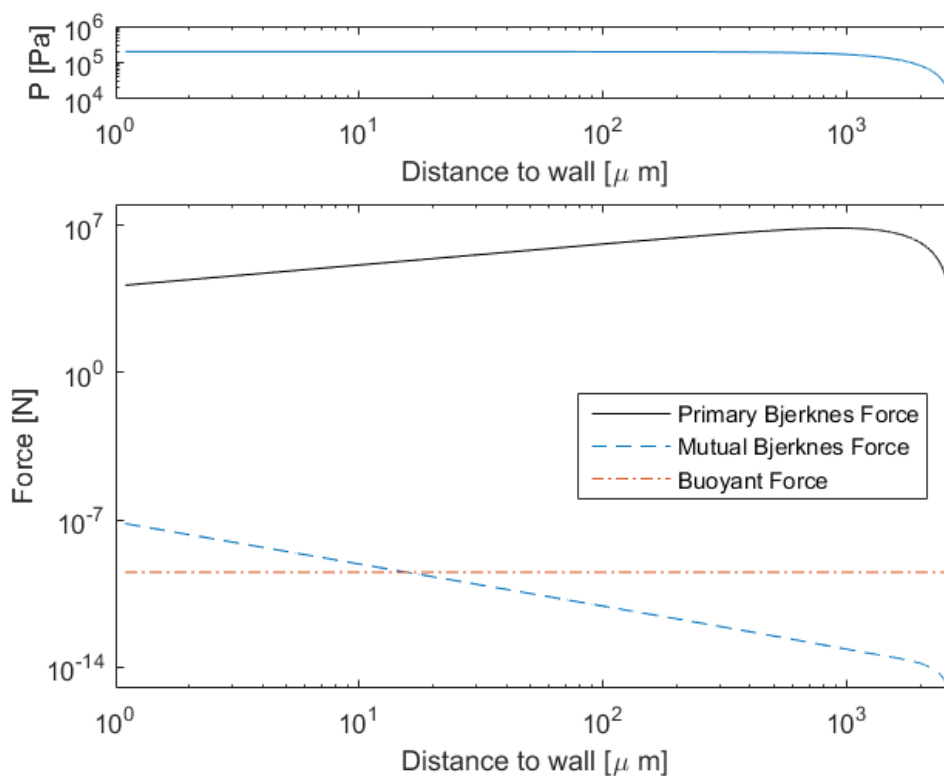 P [Pa]
10^6
10^5
10^4
10^0
10^1
10^2
10^3
Distance to wall [μ m]
Force [N]
10^7
10^0
10^-7
10^-14
Primary Bjerknes Force
Mutual Bjerknes Force
Buoyant Force
10^0
10^1
10^2
10^3
Distance to wall [μ m]